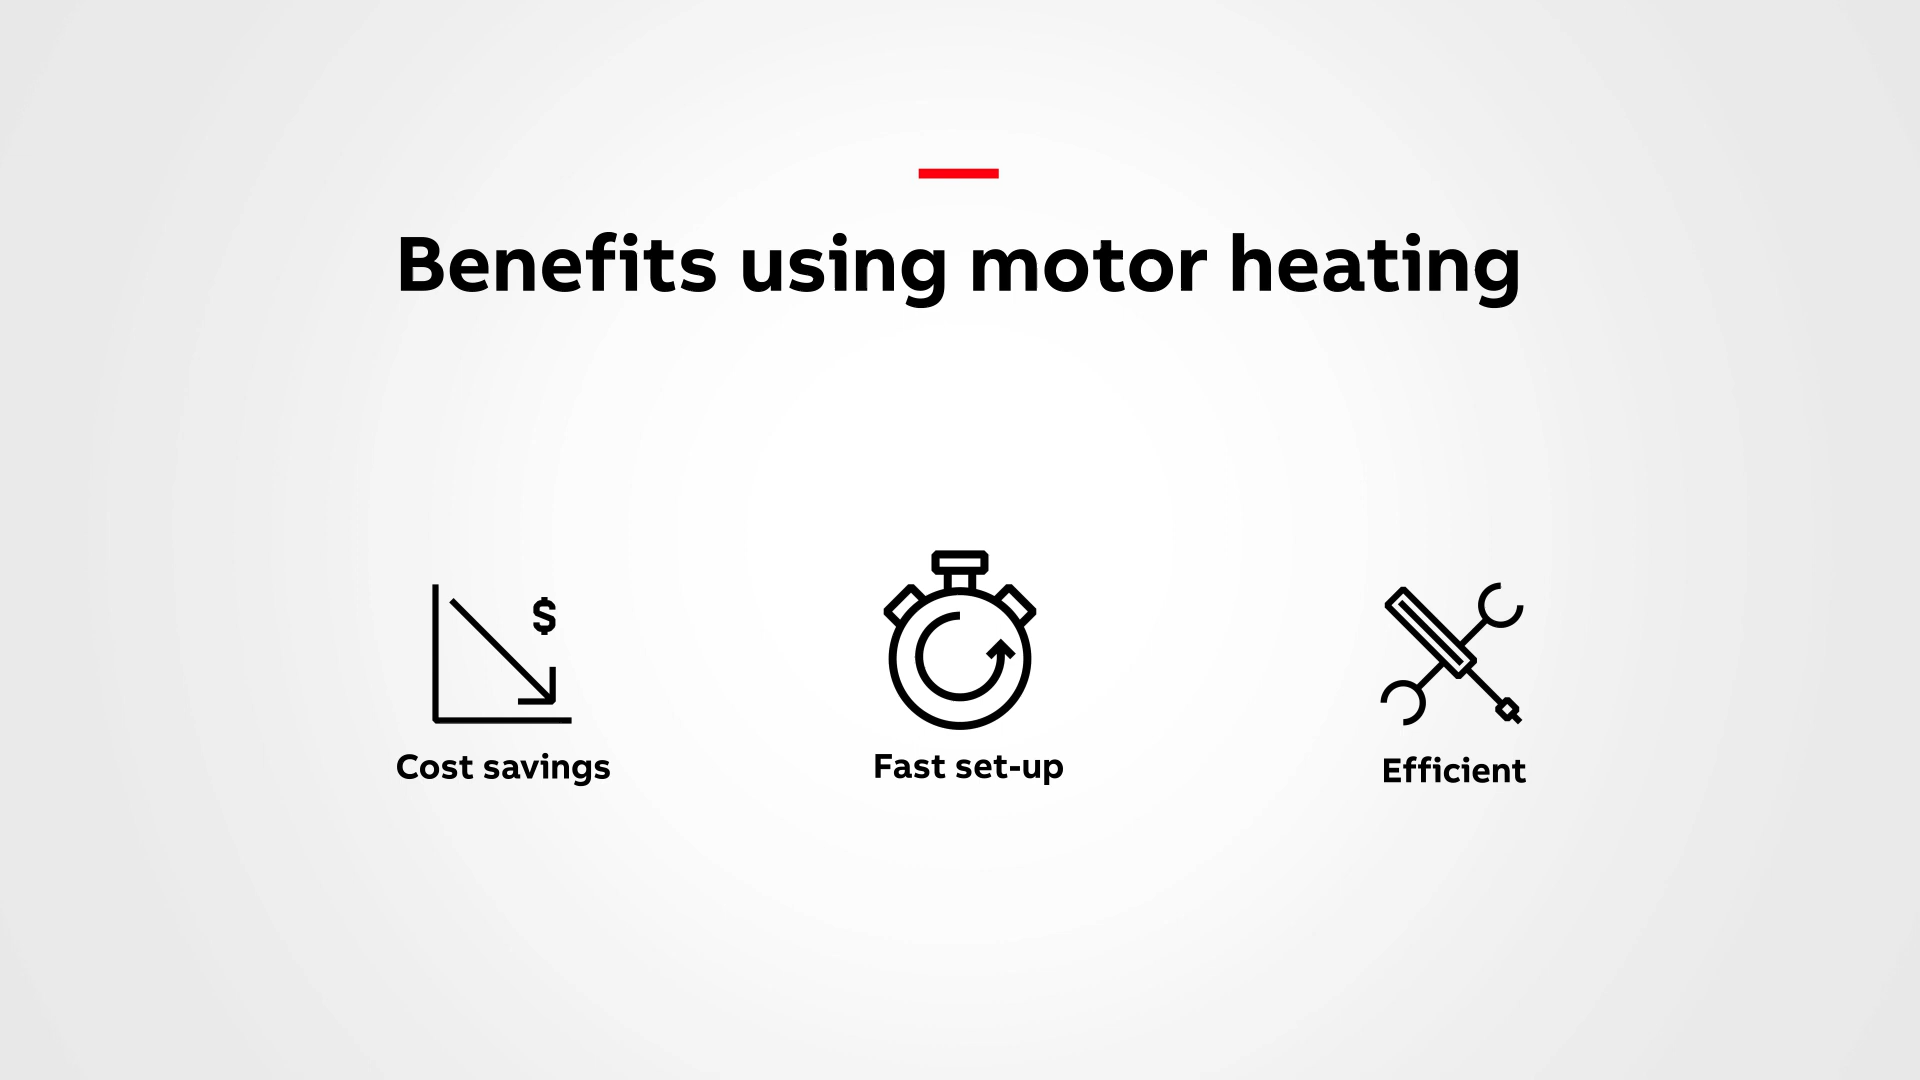 Benefits using motor heating
$
Cost savings
Fast set-up
Efficient